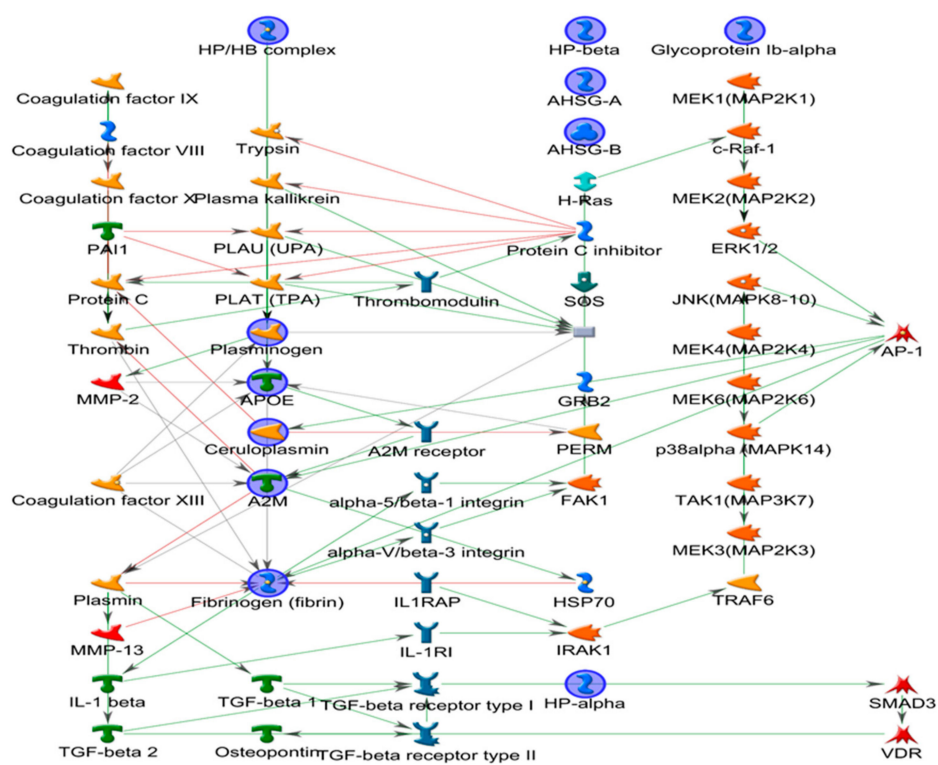 HP/HB complex
HP-beta
Glycoprotein Ib-alpha
Coagulation factor IX
AHSG-A
MEK1(MAP2K1)
Coagulation factor VIII
Trypsin
AHSG-B
c-Raf-1
Coagulation factor X
Plasma kallikrein
H-Ras
MEK2(MAP2K2)
PAI1
PLAU (UPA)
Protein C inhibitor
ERK1/2
Protein C
PLAT (TPA)
Thrombomodulin
SOS
JNK(MAPK8-10)
Thrombin
Plasminogen
MEK4(MAP2K4)
AP-1
MMP-2
APOE
GRB2
MEK6(MAP2K6)
Ceruloplasmin
A2M receptor
PERM
p38alpha (MAPK14)
Coagulation factor XIII
A2M
alpha-5/beta-1 integrin
FAK1
TAK1(MAP3K7)
alpha-V/beta-3 integrin
MEK3(MAP2K3)
Plasmin
Fibrinogen (fibrin)
IL1RAP
HSP70
TRAF6
MMP-13
IL-1RI
IRAK1
IL-1 beta
TGF-beta 1
TGF-beta receptor type I
HP-alpha
SMAD3
TGF-beta 2
Osteopontin
TGF-beta receptor type II
VDR